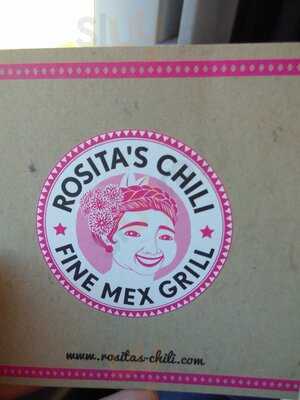 ROSITA'S CHILI
FINE MEX GRILL
www.rositas-chili.com